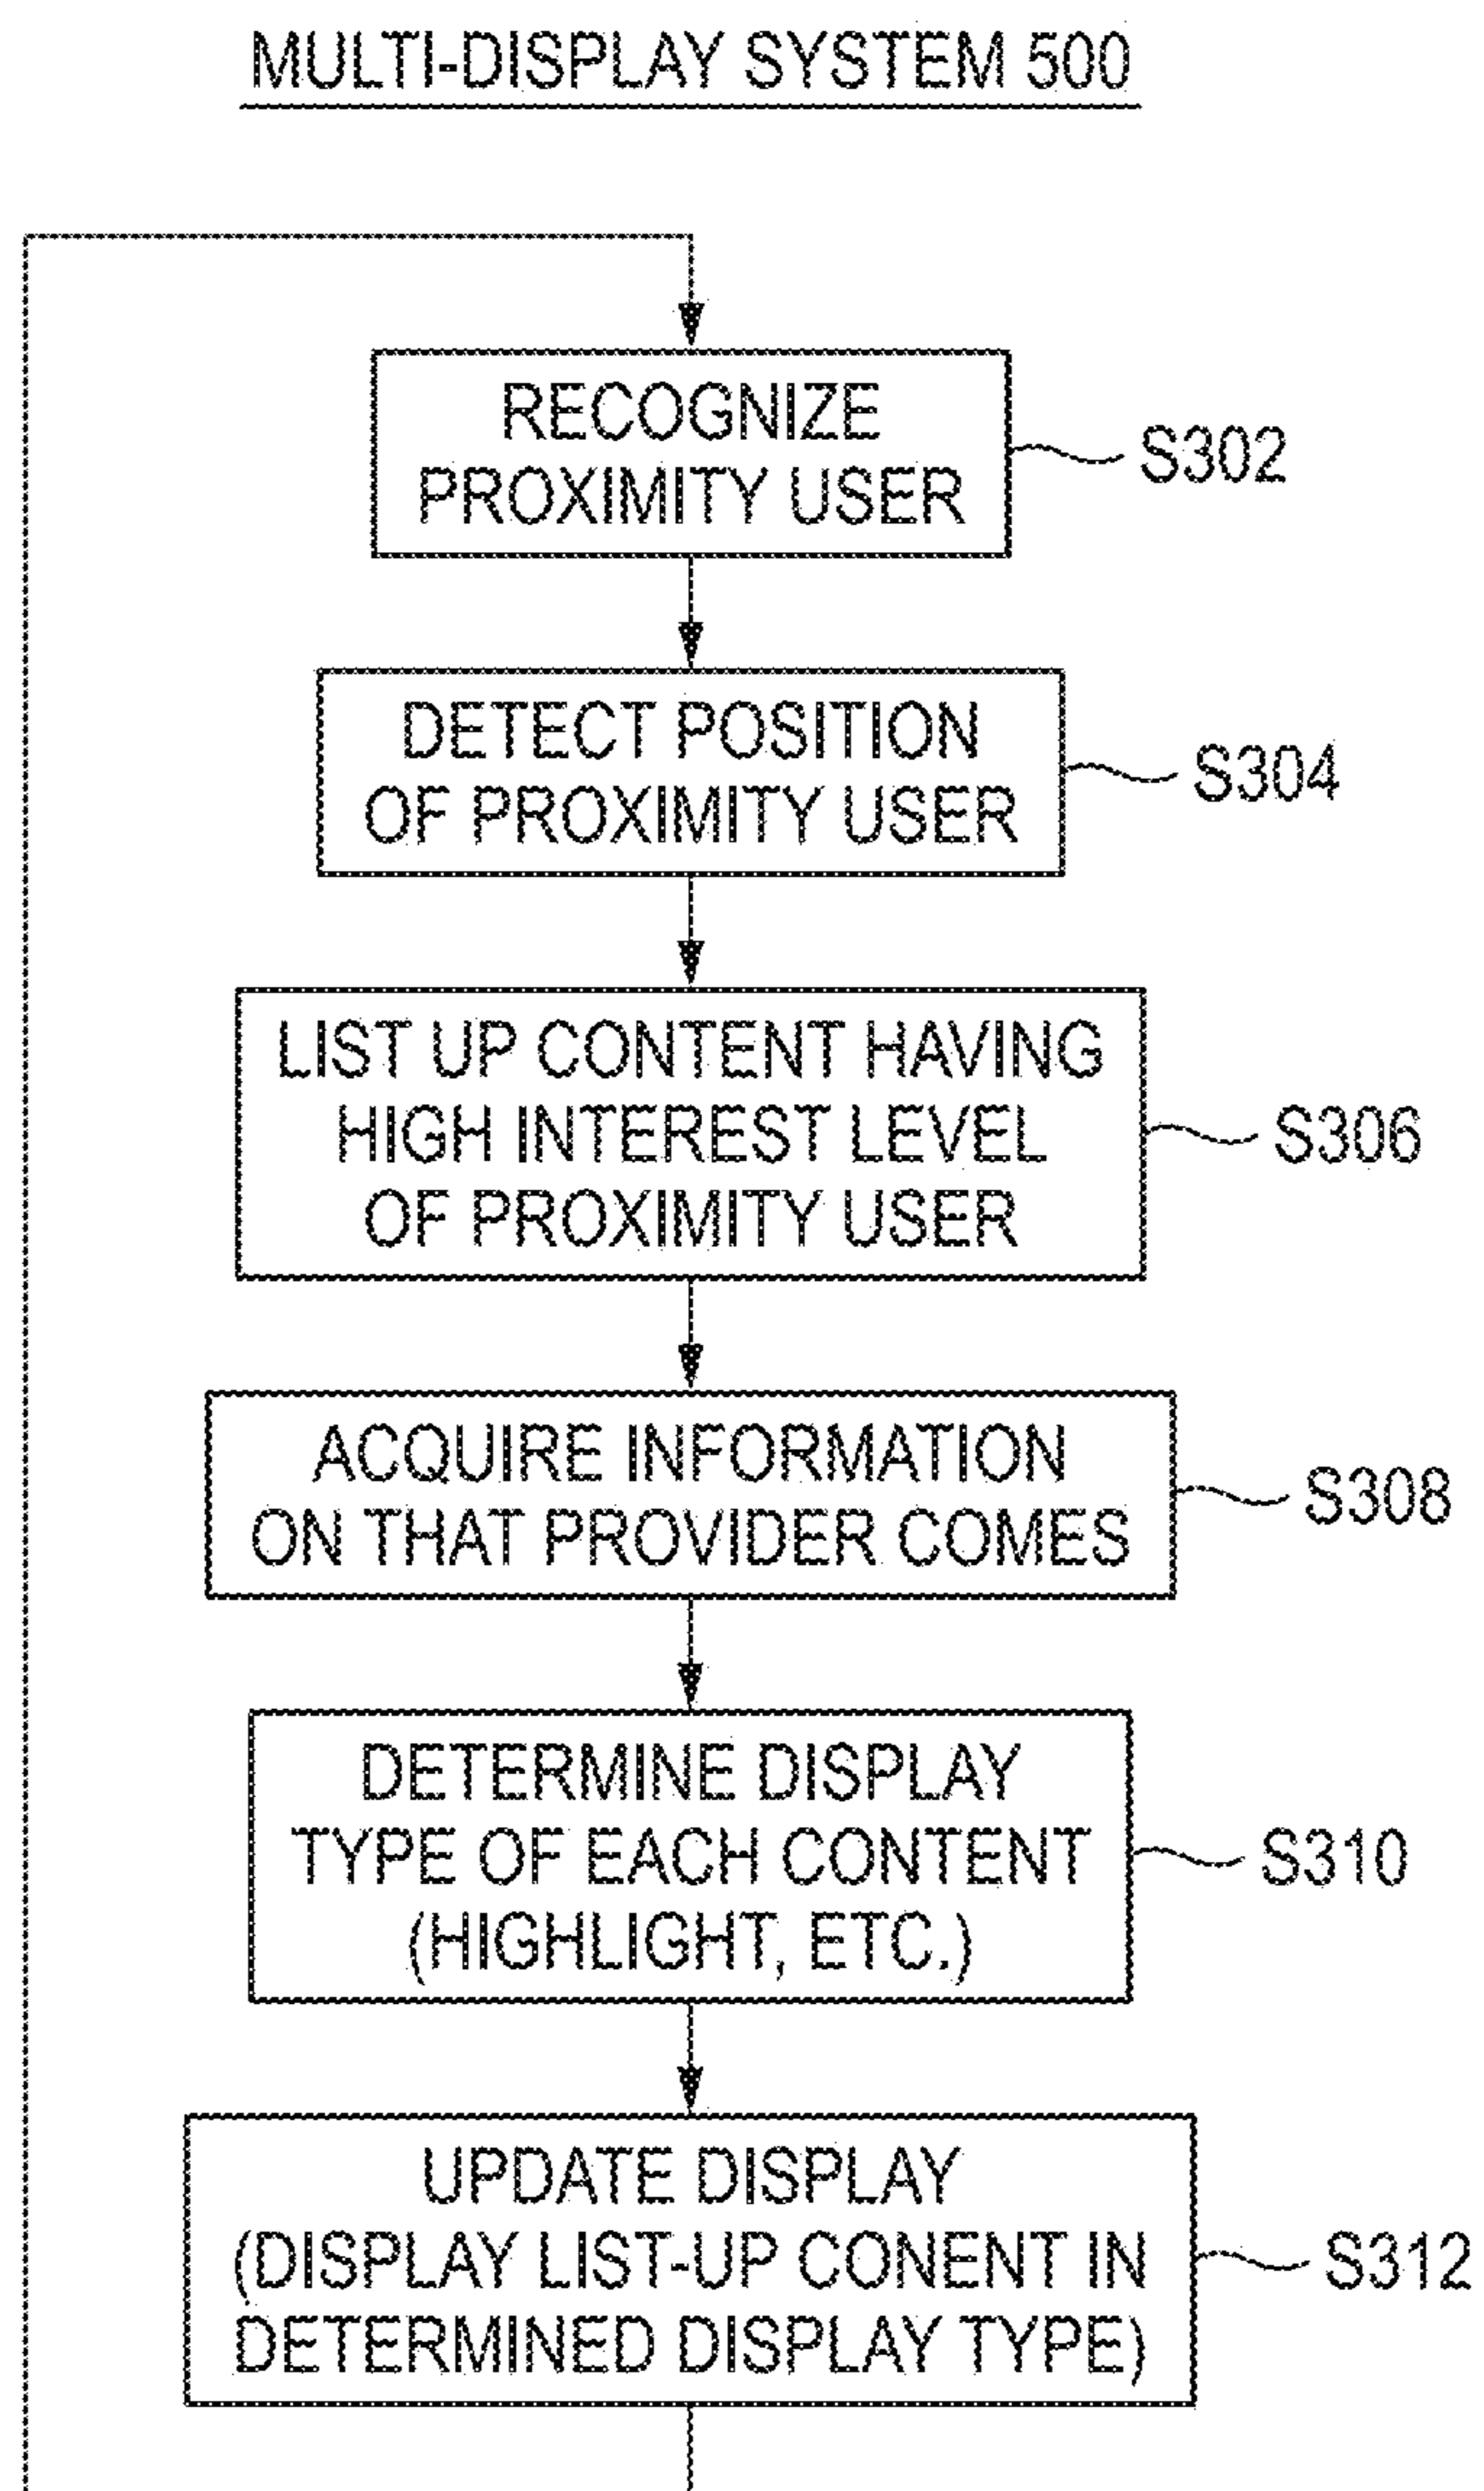 MULTI-DISPLAY SYSTEM 500
RECOGNIZE
PROXIMITY USER
S302
DETECT POSITION
OF PROXIMITY USER
S304
LIST UP CONTENT HAVING
HIGH INTEREST LEVEL
OF PROXIMITY USER
S306
ACQUIRE INFORMATION
ON THAT PROVIDER COMES
S308
DETERMINE DISPLAY
TYPE OF EACH CONTENT
(HIGHLIGHT, ETC.)
S310
UPDATE DISPLAY
(DISPLAY LIST-UP CONENT IN
DETERMINED DISPLAY TYPE)
S312